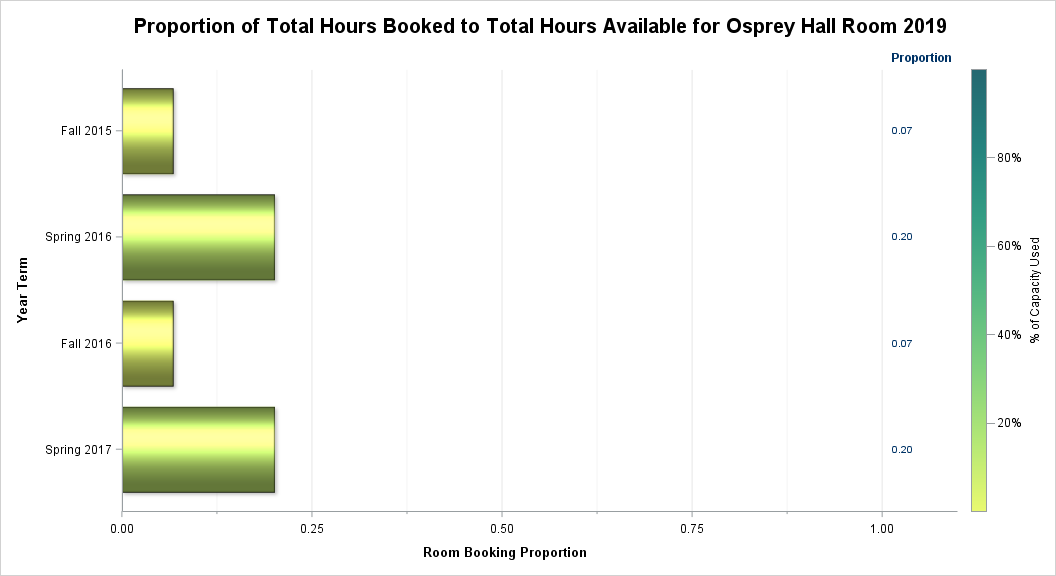 Proportion of Total Hours Booked to Total Hours Available for Osprey Hall Room 2019
Proportion
Fall 2015
0.07
80%
Spring 2016
0.20
60%
Year Term
% of Capacity Used
Fall 2016
0.07
40%
20%
Spring 2017
0.20
0.00
0.25
0.50
0.75
1.00
Room Booking Proportion